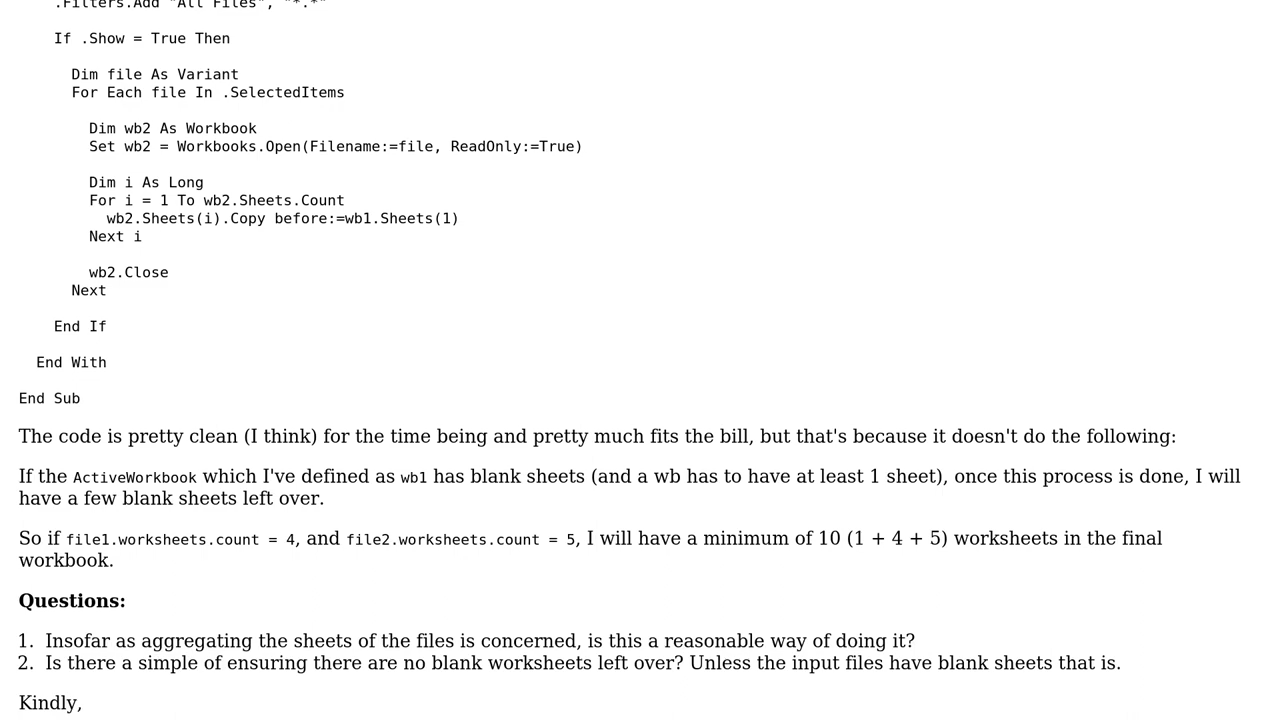 .Filters.Add "All Files", "*.*"
If .Show = True Then
Dim file As Variant
For Each file In .SelectedItems
Dim wb2 As Workbook
Set wb2 = Workbooks.Open(Filename:=file, ReadOnly:=True)
Dim i As Long
For i = 1 To wb2.Sheets.Count
wb2.Sheets(i).Copy before:=wb1.Sheets(1)
Next i
wb2.Close
Next
End If
End With
End Sub
The code is pretty clean (I think) for the time being and pretty much fits the bill, but that's because it doesn't do the following:
If the ActiveWorkbook which I've defined as wb1 has blank sheets (and a wb has to have at least 1 sheet), once this process is done, I will
have a few blank sheets left over.
So if file1.worksheets.count = 4, and file2.worksheets.count = 5, I will have a minimum of 10 (1 + 4 + 5) worksheets in the final
workbook.
Questions:
1. Insofar as aggregating the sheets of the files is concerned, is this a reasonable way of doing it?
2. Is there a simple of ensuring there are no blank worksheets left over? Unless the input files have blank sheets that is.
Kindly,